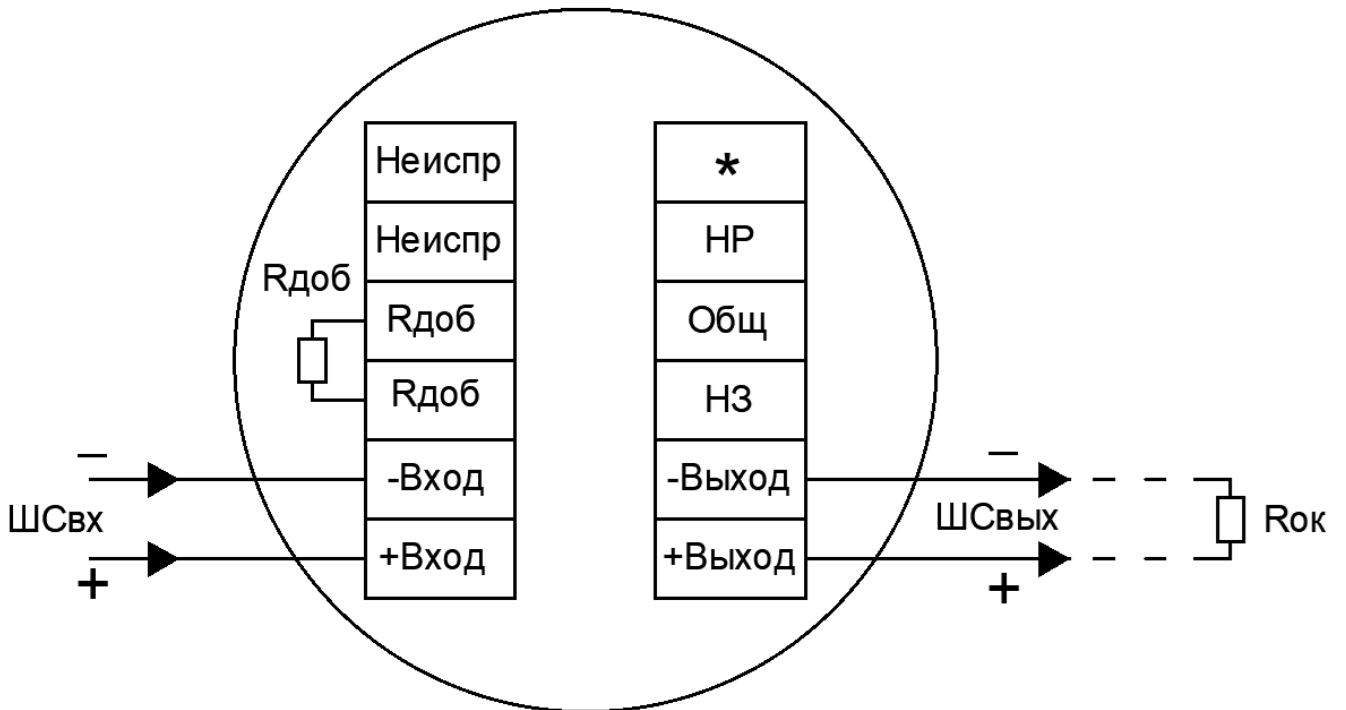 Неиспр
Неиспр
Rдоб
Rдоб
Rдоб
-Вход
+Вход
*
НР
Общ
НЗ
-Выход
+Выход
–
ШСвх
+
–
ШСвых
+
Rок